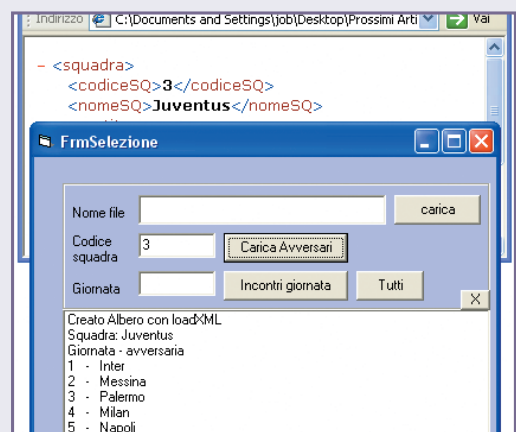 Indirizzo C:\Documents and Settings\job\Desktop\Prossimi Arti Vai
- <squadra>
<codiceSQ>3</codiceSQ>
<nomeSQ>Juventus</nomeSQ>
FrmSelezione
Nome file carica
Codice squadra 3 Carica Avversari
Giornata Incontri giornata Tutti
X
Creato Albero con loadXML
Squadra: Juventus
Giornata - avversaria
1 - Inter
2 - Messina
3 - Palermo
4 - Milan
5 - Napoli